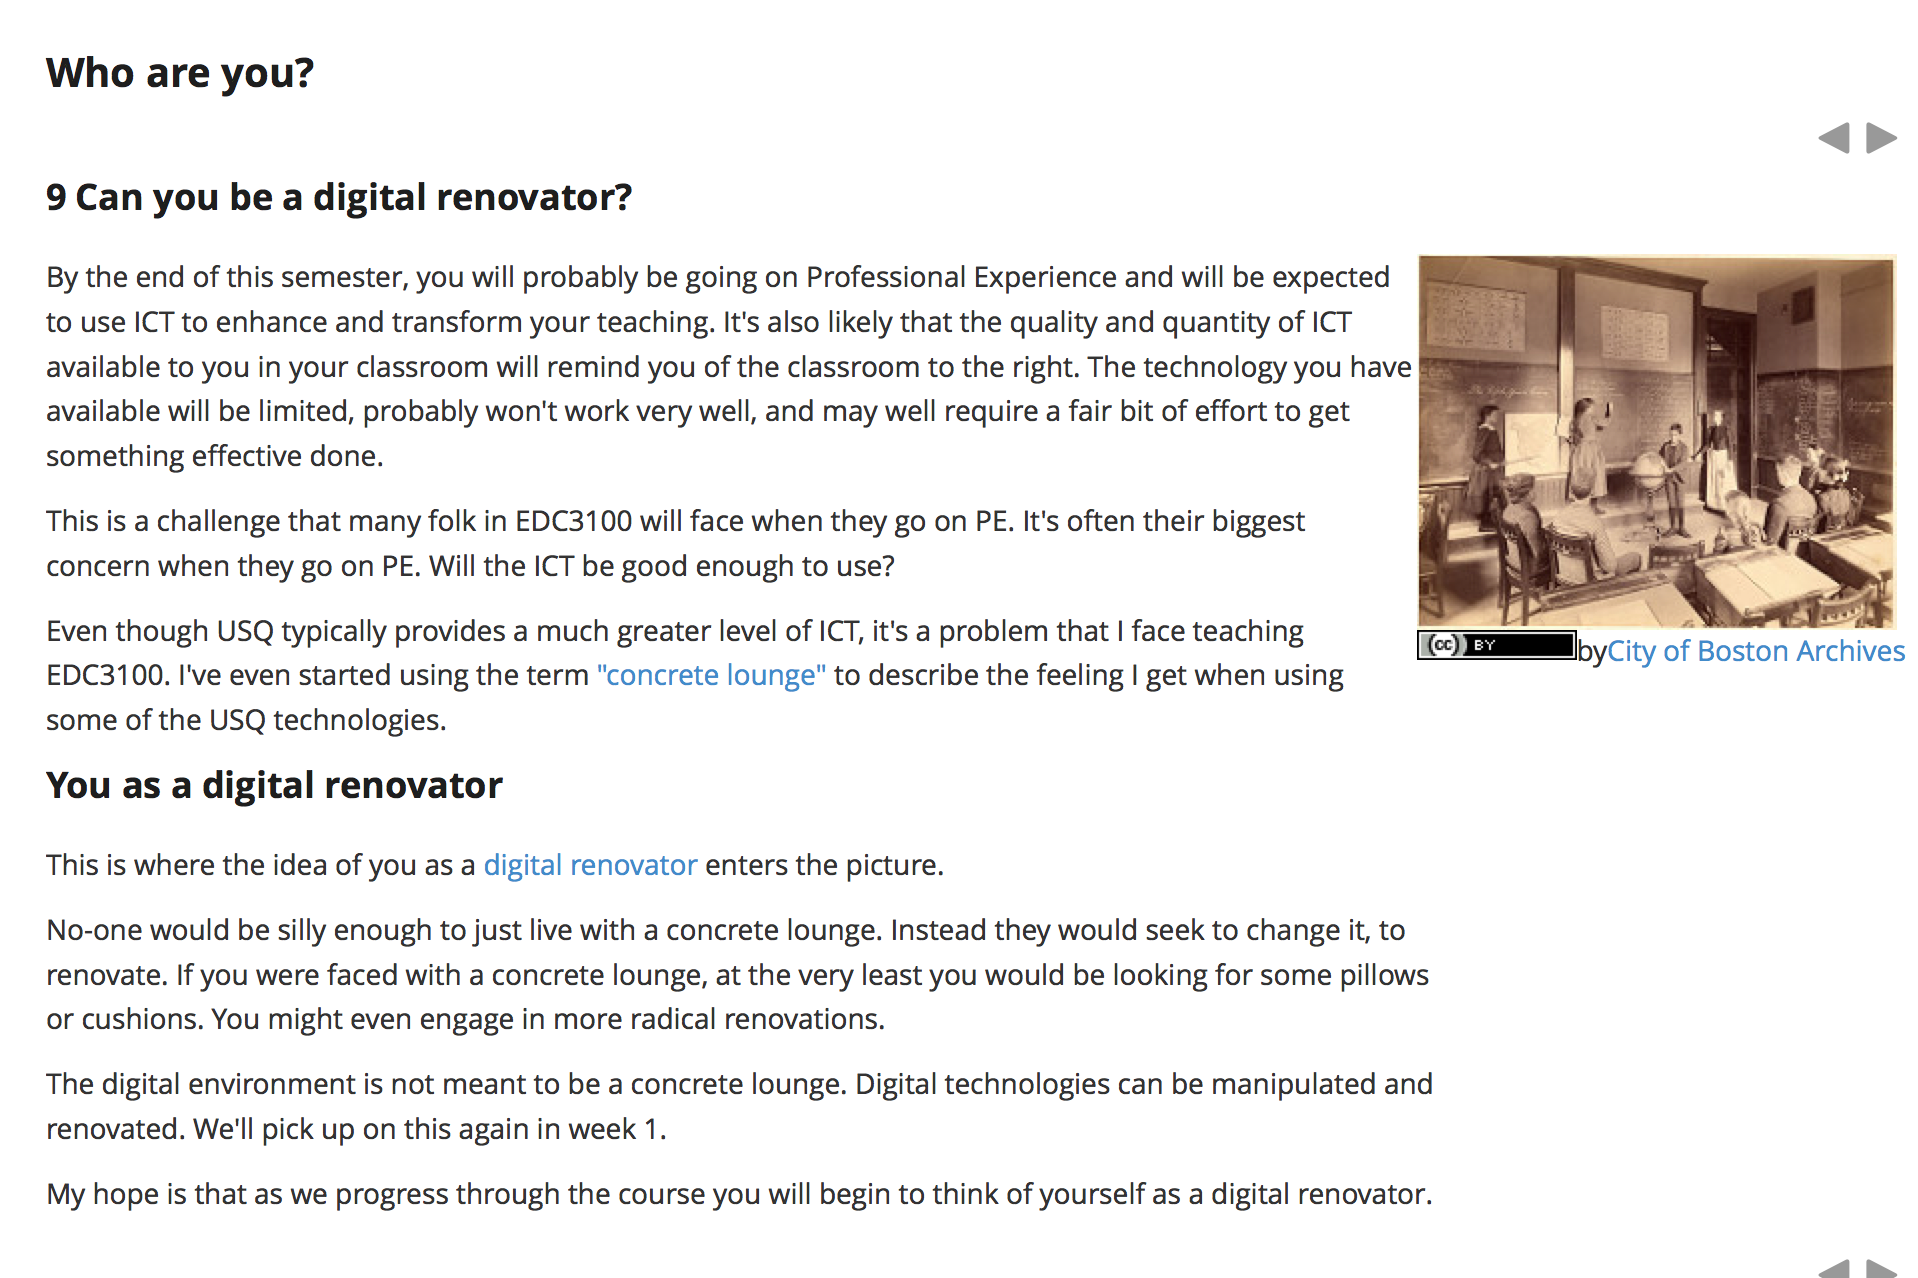 Who are you?
9 Can you be a digital renovator?
By the end of this semester, you will probably be going on Professional Experience and will be expected
to use ICT to enhance and transform your teaching. It's also likely that the quality and quantity of ICT
available to you in your classroom will remind you of the classroom to the right. The technology you have
available will be limited, probably won't work very well, and may well require a fair bit of effort to get
something effective done.
This is a challenge that many folk in EDC3100 will face when they go on PE. It's often their biggest
concern when they go on PE. Will the ICT be good enough to use?
Even though USQ typically provides a much greater level of ICT, it's a problem that I face teaching
EDC3100. I've even started using the term "concrete lounge" to describe the feeling I get when using
some of the USQ technologies.
(cc) BY byCity of Boston Archives
You as a digital renovator
This is where the idea of you as a digital renovator enters the picture.
No-one would be silly enough to just live with a concrete lounge. Instead they would seek to change it, to
renovate. If you were faced with a concrete lounge, at the very least you would be looking for some pillows
or cushions. You might even engage in more radical renovations.
The digital environment is not meant to be a concrete lounge. Digital technologies can be manipulated and
renovated. We'll pick up on this again in week 1.
My hope is that as we progress through the course you will begin to think of yourself as a digital renovator.